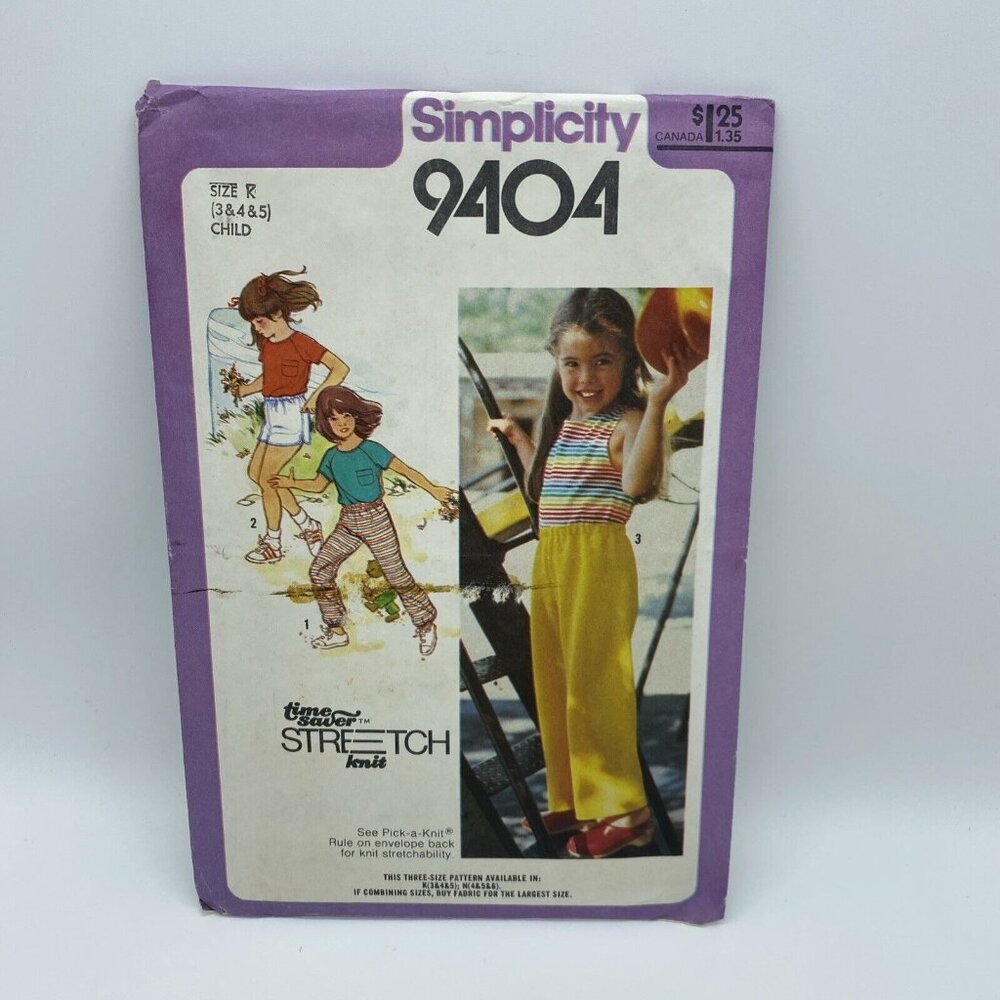 Simplicity
$1.25
CANADA 1.35
9404
SIZE K
(3&4&5)
CHILD
2
1
3
time
saver™
STRETCH
knit
See Pick-a-Knit®
Rule on envelope back
for knit stretchability.
THIS THREE-SIZE PATTERN AVAILABLE IN:
K(3&4&5); N(4&5&6).
IF COMBINING SIZES, BUY FABRIC FOR THE LARGEST SIZE.